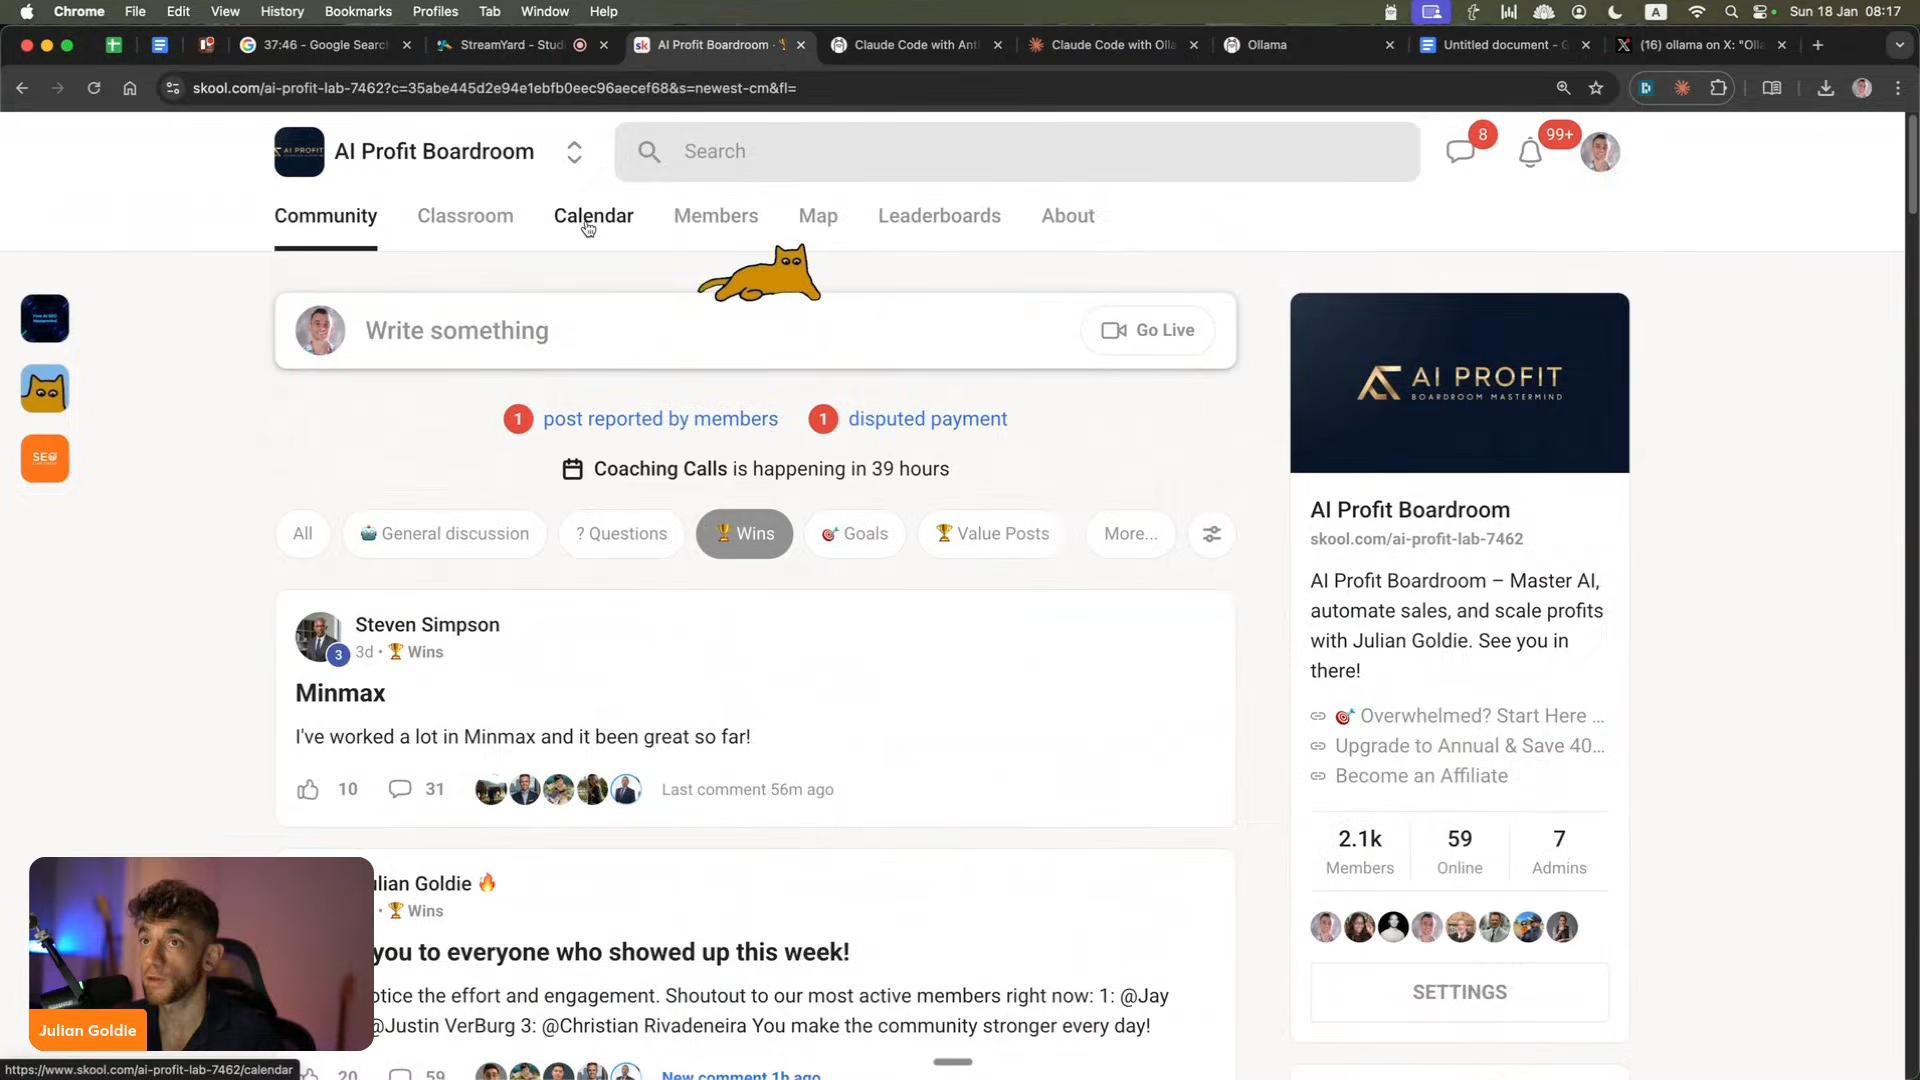 Chrome File Edit View History Bookmarks Profiles Tab Window Help
A Sun 18 Jan 08:17
37:46 - Google Searc
StreamYard - Studi
AI Profit Boardroom ·
Claude Code with Ant
Claude Code with Olla
Ollama
Untitled document - G
(16) ollama on X: "Olla
skool.com/ai-profit-lab-7462?c=35abe445d2e94e1ebfb0eec96aecef68&s=newest-cm&fl=
AI PROFIT
AI Profit Boardroom
Search
8
99+
Community
Classroom
Calendar
Members
Map
Leaderboards
About
Write something
Go Live
1 post reported by members
1 disputed payment
Coaching Calls is happening in 39 hours
All
General discussion
? Questions
Wins
Goals
Value Posts
More...
SEO
Steven Simpson
3
3d • Wins
Minmax
I've worked a lot in Minmax and it been great so far!
10
31
Last comment 56m ago
ulian Goldie
• Wins
you to everyone who showed up this week!
otice the effort and engagement. Shoutout to our most active members right now: 1: @Jay
@Justin VerBurg 3: @Christian Rivadeneira You make the community stronger every day!
20
59
New comment 1h ago
AI PROFIT
BOARDROOM MASTERMIND
AI Profit Boardroom
skool.com/ai-profit-lab-7462
AI Profit Boardroom – Master AI,
automate sales, and scale profits
with Julian Goldie. See you in
there!
Overwhelmed? Start Here ...
Upgrade to Annual & Save 40...
Become an Affiliate
2.1k
Members
59
Online
7
Admins
SETTINGS
Julian Goldie
https://www.skool.com/ai-profit-lab-7462/calendar